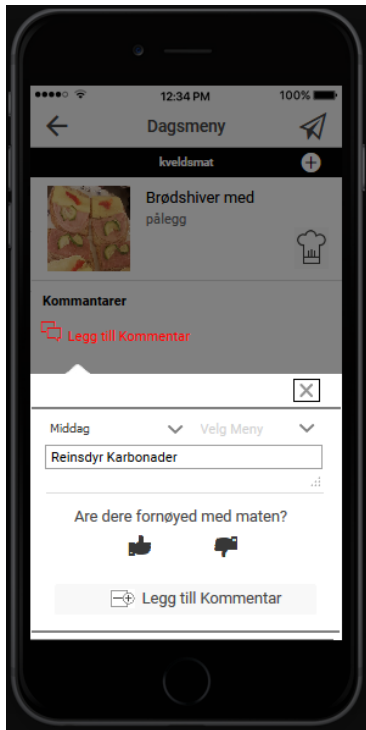 12:34 PM 100%
Dagsmeny
kveldsmat
Brødshiver med
pålegg
Kommantarer
Legg till Kommentar
Middag Velg Meny
Reinsdyr Karbonader
Are dere fornøyed med maten?
Legg till Kommentar